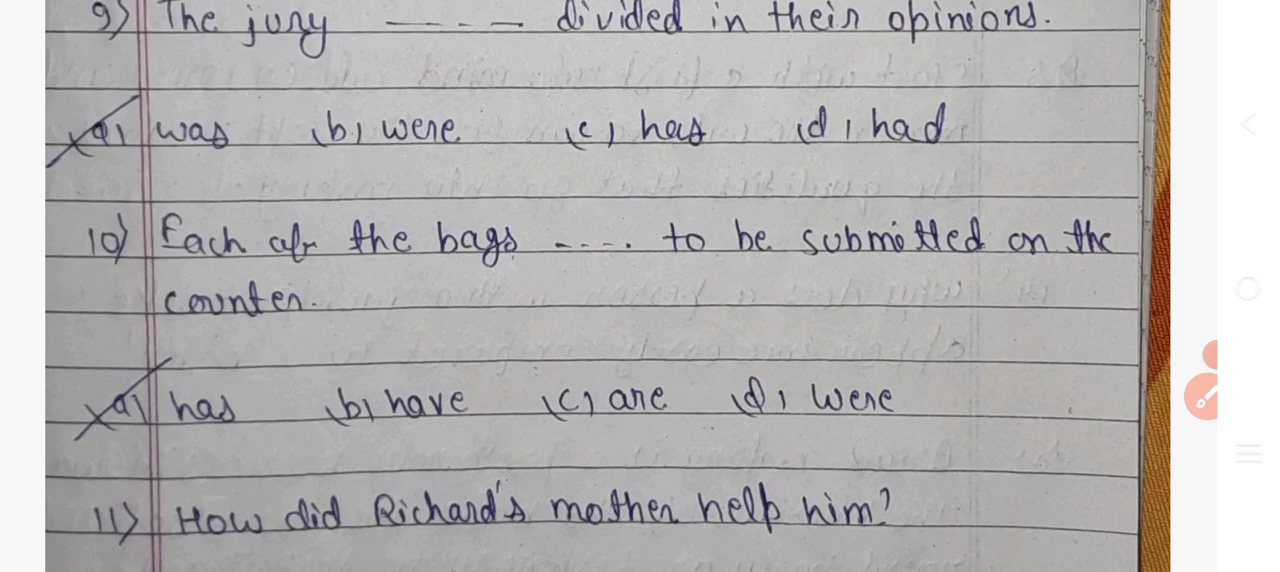 9) The jury ---- divided in their opinions.
(a) was (b) were (c) has (d) had
10) Each of the bags .... to be submitted on the
counter.
(a) has (b) have (c) are (d) were
11) How did Richard's mother help him?